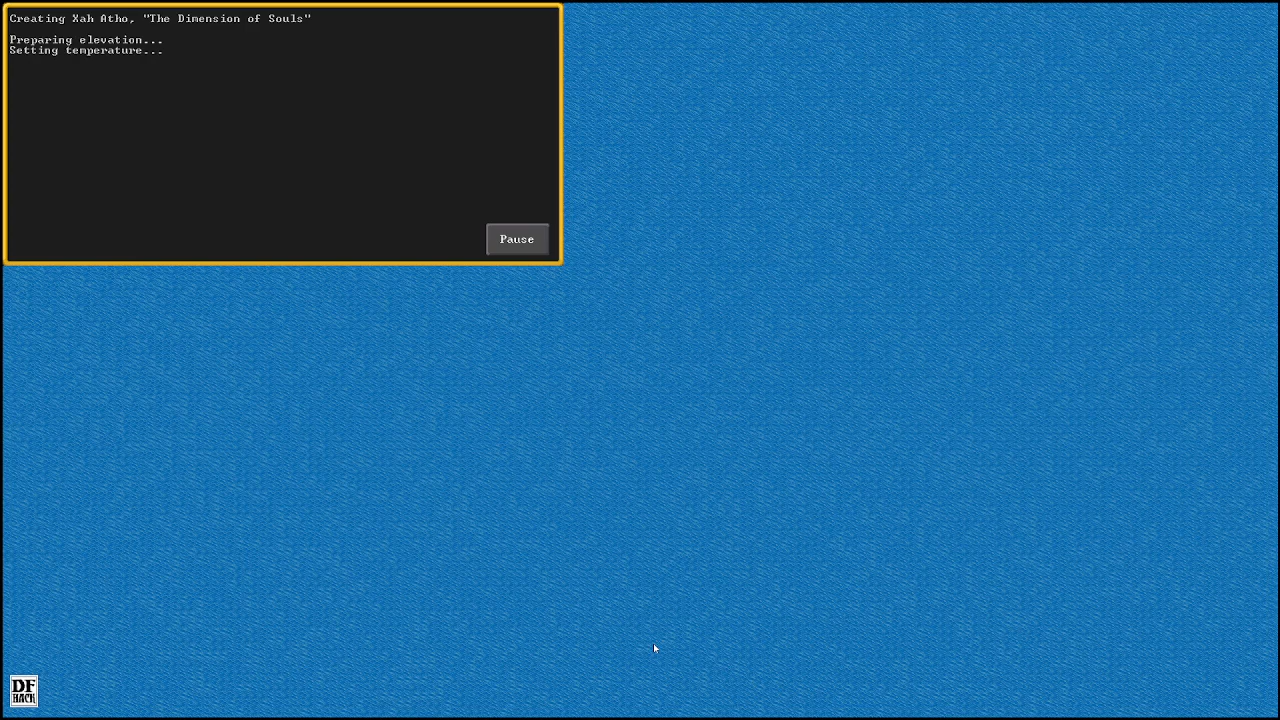 Creating Xah Atho, "The Dimension of Souls"
Preparing elevation...
Setting temperature...
Pause
DF
HACK